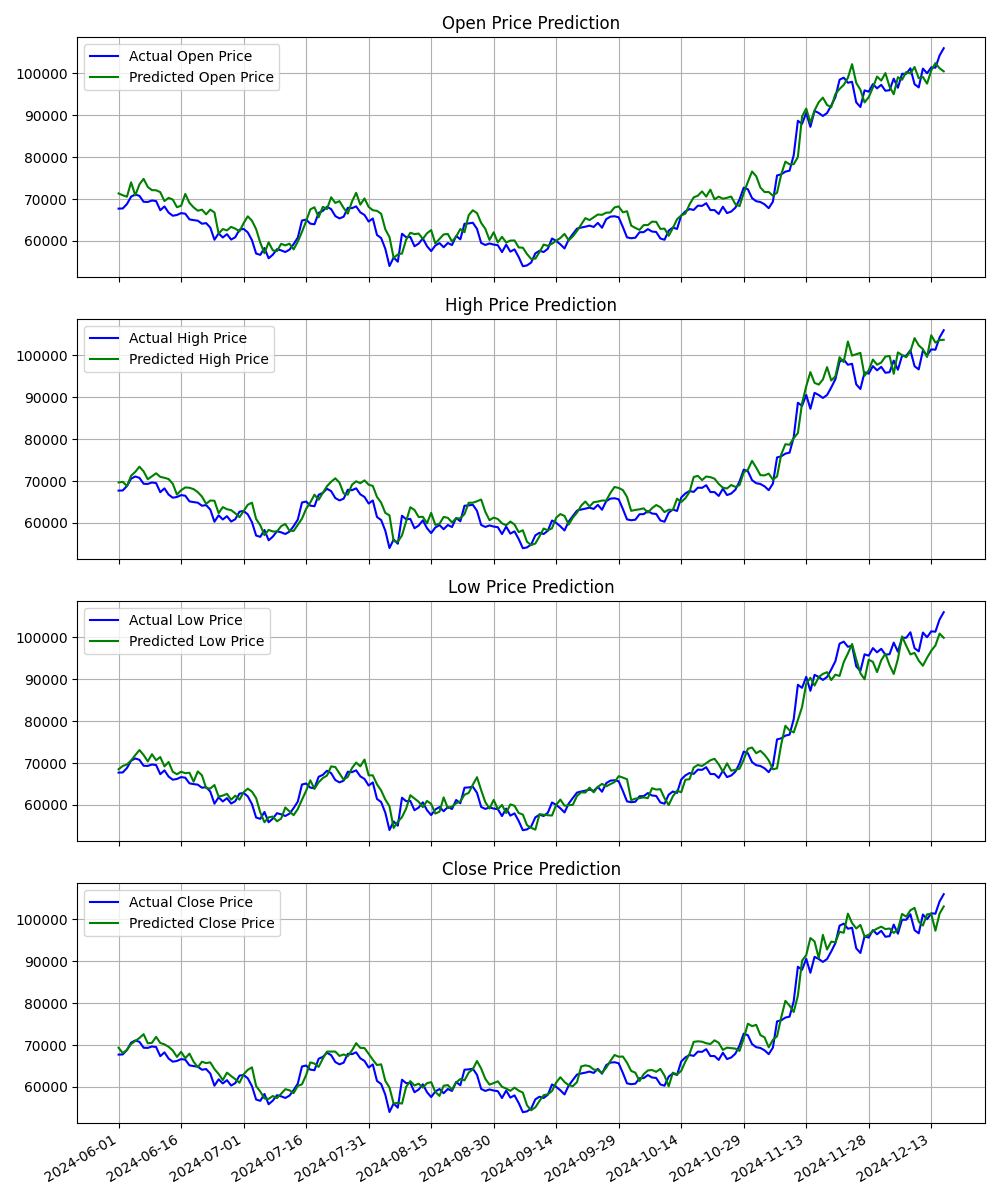 Open Price Prediction
Actual Open Price
Predicted Open Price
100000
90000
80000
70000
60000
High Price Prediction
Actual High Price
Predicted High Price
100000
90000
80000
70000
60000
Low Price Prediction
Actual Low Price
Predicted Low Price
100000
90000
80000
70000
60000
Close Price Prediction
Actual Close Price
Predicted Close Price
100000
90000
80000
70000
60000
2024-06-01
2024-06-16
2024-07-01
2024-07-16
2024-07-31
2024-08-15
2024-08-30
2024-09-14
2024-09-29
2024-10-14
2024-10-29
2024-11-13
2024-11-28
2024-12-13